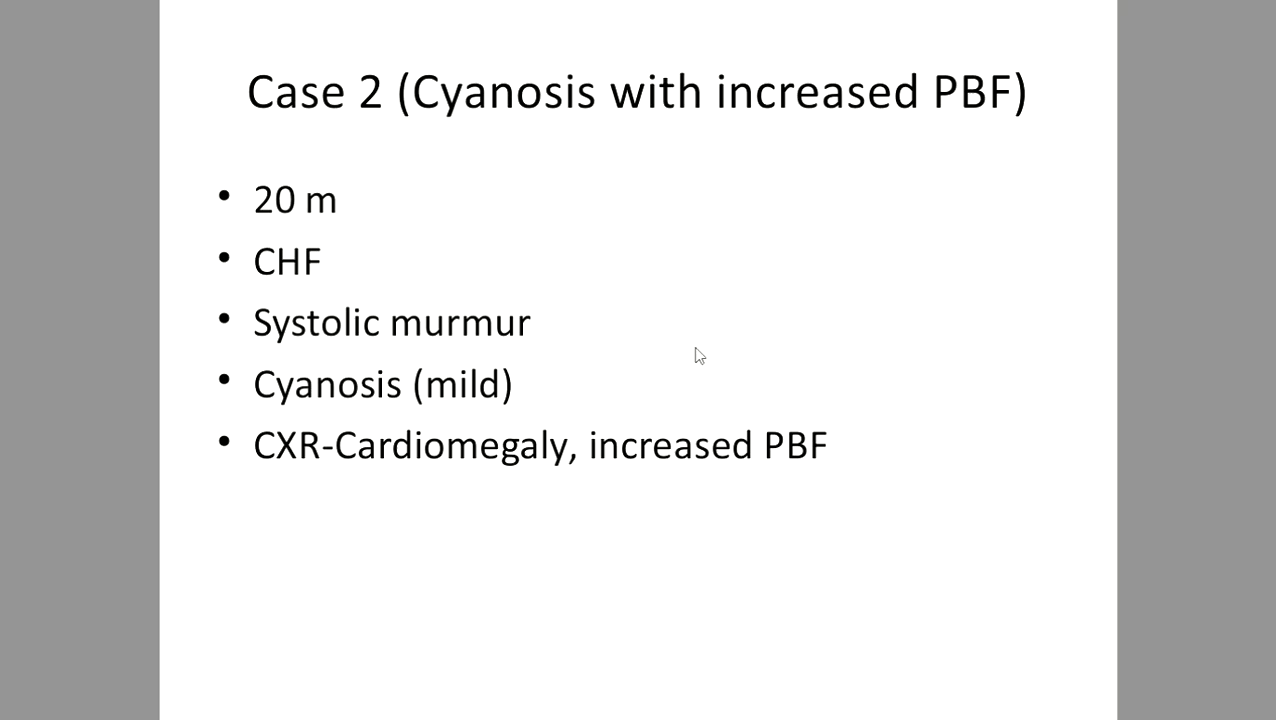 Case 2 (Cyanosis with increased PBF)
• 20 m
• CHF
• Systolic murmur
• Cyanosis (mild)
• CXR-Cardiomegaly, increased PBF